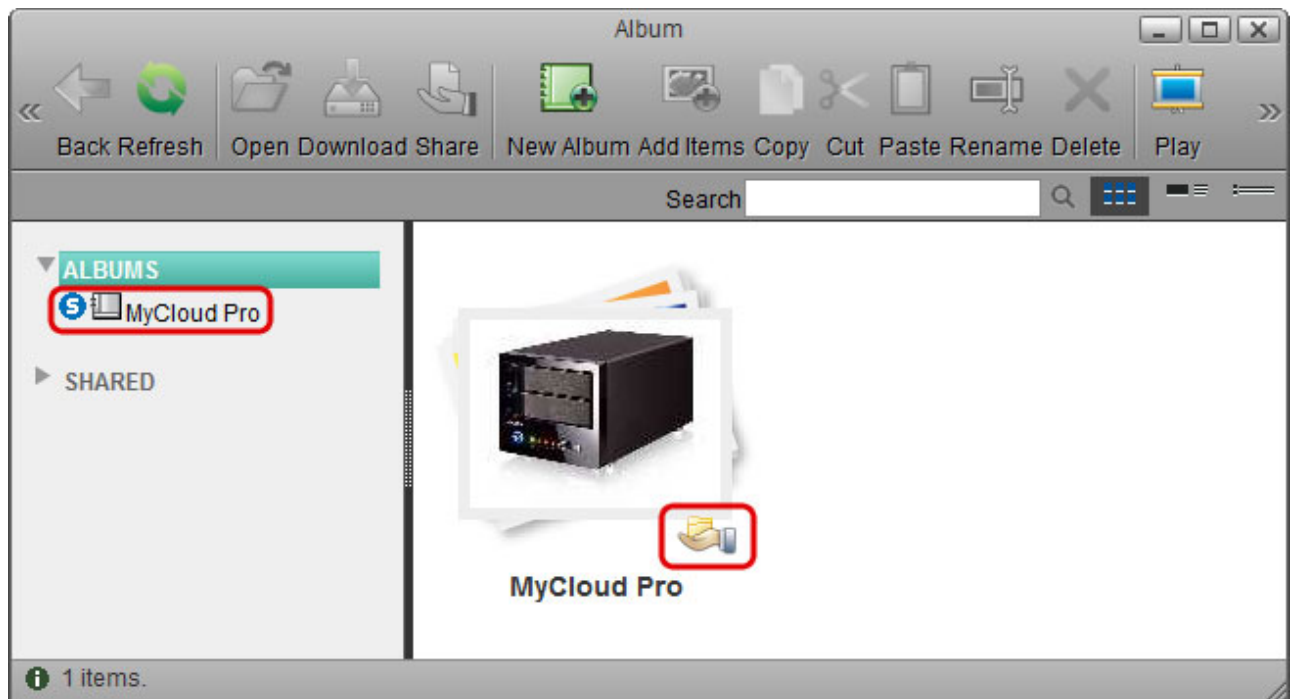 Album
Back Refresh Open Download Share New Album Add Items Copy Cut Paste Rename Delete Play
Search
ALBUMS
S MyCloud Pro
SHARED
MyCloud Pro
1 items.